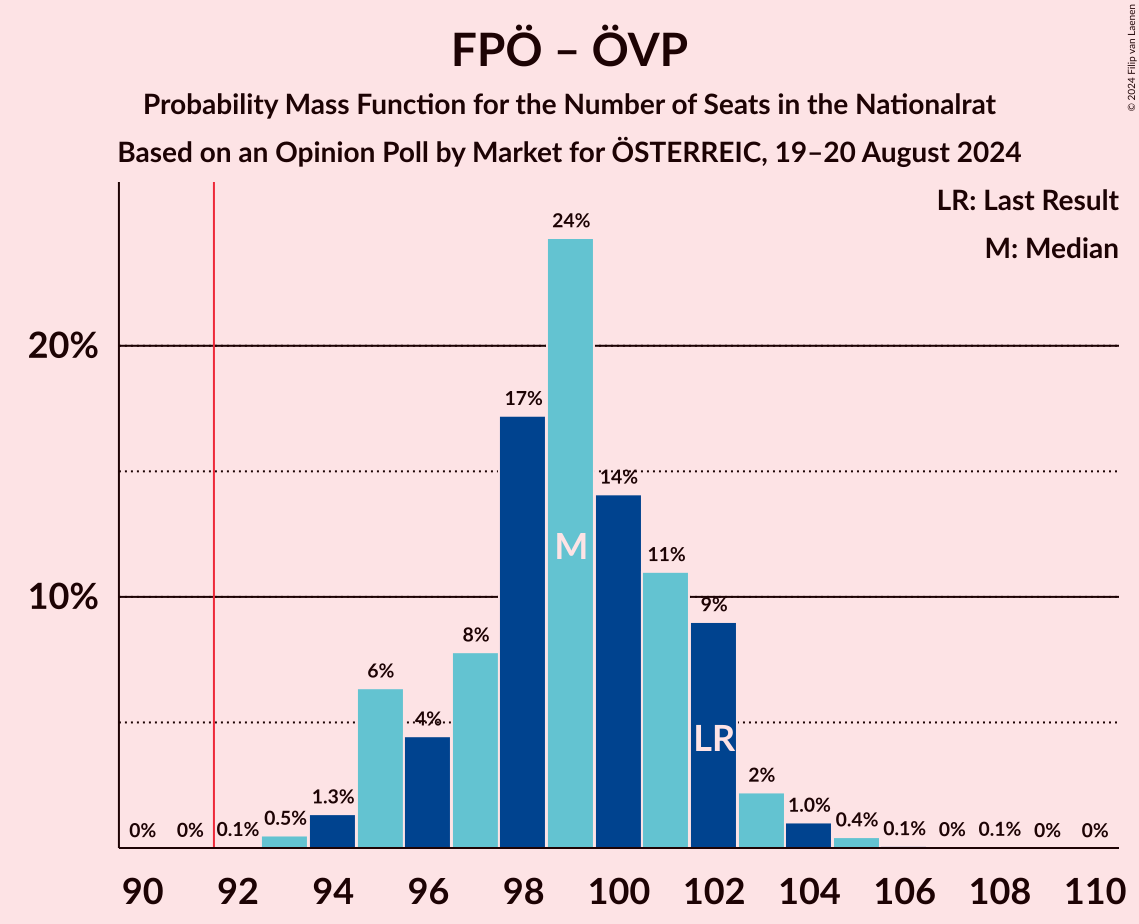 FPÖ – ÖVP
Probability Mass Function for the Number of Seats in the Nationalrat
Based on an Opinion Poll by Market for ÖSTERREIC, 19–20 August 2024
© 2024 Filip van Laenen
LR: Last Result
M: Median
20%
10%
0%
0%
0.1%
0.5%
1.3%
6%
4%
8%
17%
24%
14%
11%
9%
2%
1.0%
0.4%
0.1%
0%
0.1%
0%
0%
M
LR
90 92 94 96 98 100 102 104 106 108 110